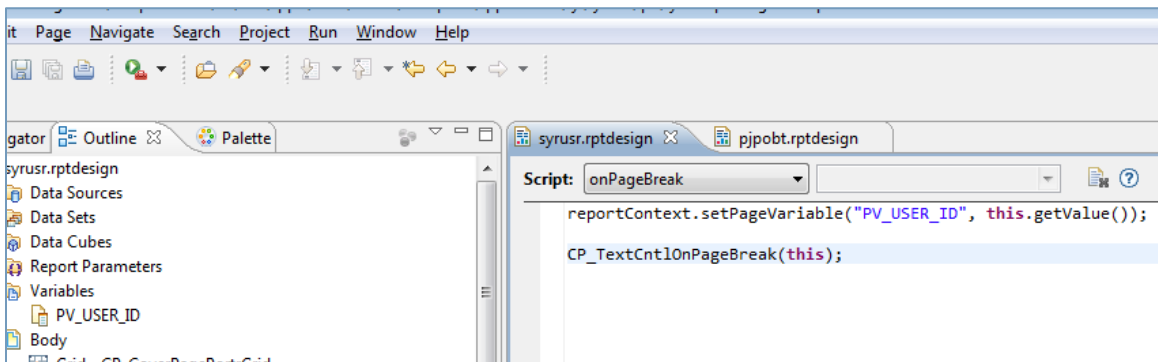 it Page Navigate Search Project Run Window Help
gator Outline Palette
syrusr.rptdesign pjpobt.rptdesign
syrusr.rptdesign
Script: onPageBreak
Data Sources
reportContext.setPageVariable("PV_USER_ID", this.getValue());
Data Sets
Data Cubes
CP_TextCntlOnPageBreak(this);
Report Parameters
Variables
PV_USER_ID
Body